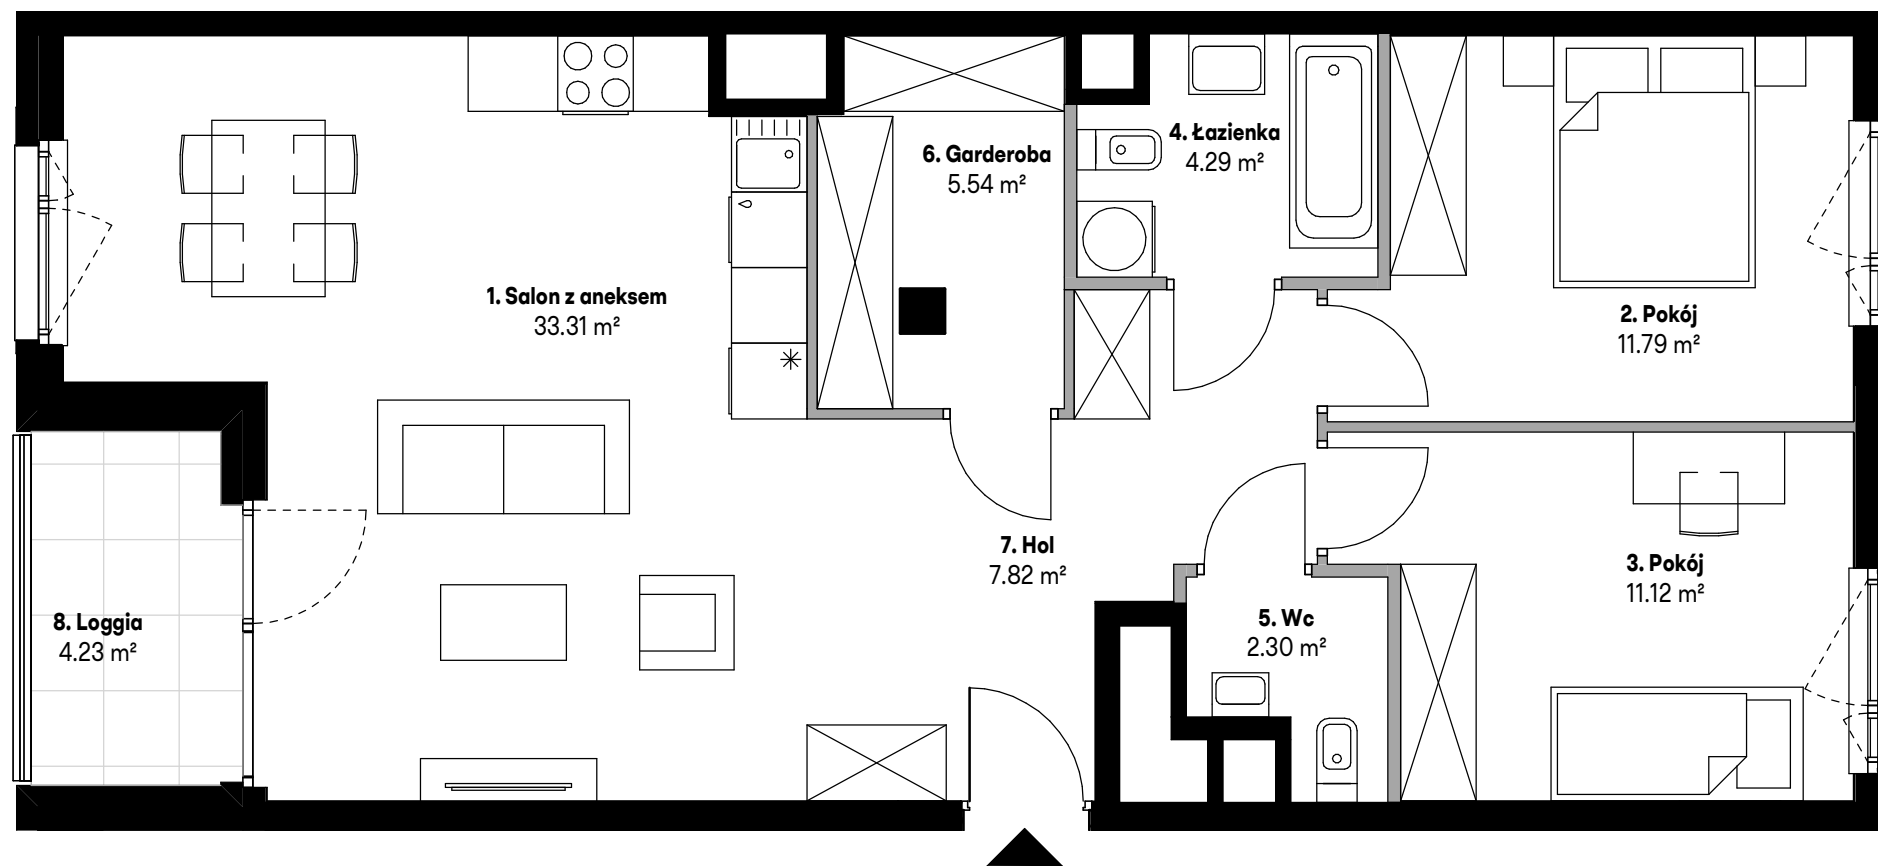 4. Łazienka
4.29 m²
6. Garderoba
5.54 m²
1. Salon z aneksem
33.31 m²
2. Pokój
11.79 m²
7. Hol
7.82 m²
3. Pokój
11.12 m²
8. Loggia
4.23 m²
5. Wc
2.30 m²